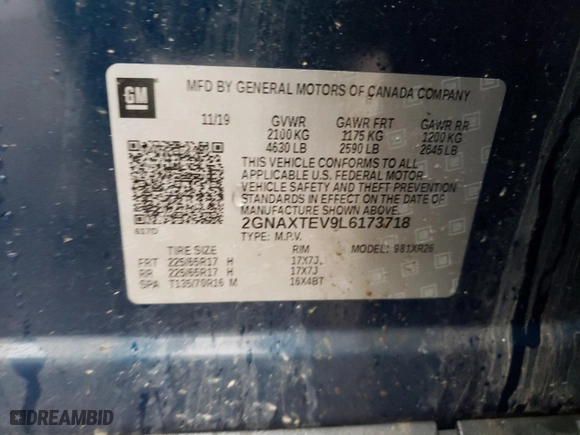 GM
MFD BY GENERAL MOTORS OF CANADA COMPANY
11/19 GVWR GAWR FRT GAWR RR
2100 KG 1175 KG 1200 KG
4630 LB 2590 LB 2645 LB
THIS VEHICLE CONFORMS TO ALL
APPLICABLE U.S. FEDERAL MOTOR
VEHICLE SAFETY AND THEFT PREVENTION
STANDARDS IN EFFECT ON THE DATE OF
MANUFACTURE SHOWN ABOVE.
617D 2GNAXTEV9L6173718
TYPE: M.P.V. MODEL: 981XR26
TIRE SIZE RIM
FRT 225/65R17 H 17X7J
RR 225/65R17 H 17X7J
SPA T135/70R16 M 16X4BT
DREAMBID